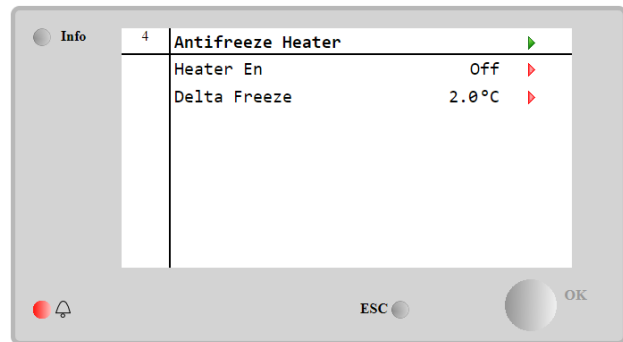 Info
4 Antifreeze Heater
Heater En Off
Delta Freeze 2.0°C
ESC
OK